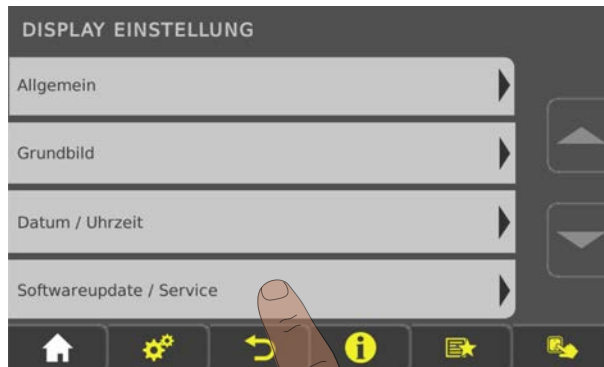 DISPLAY EINSTELLUNG
Allgemein
Grundbild
Datum / Uhrzeit
Softwareupdate / Service